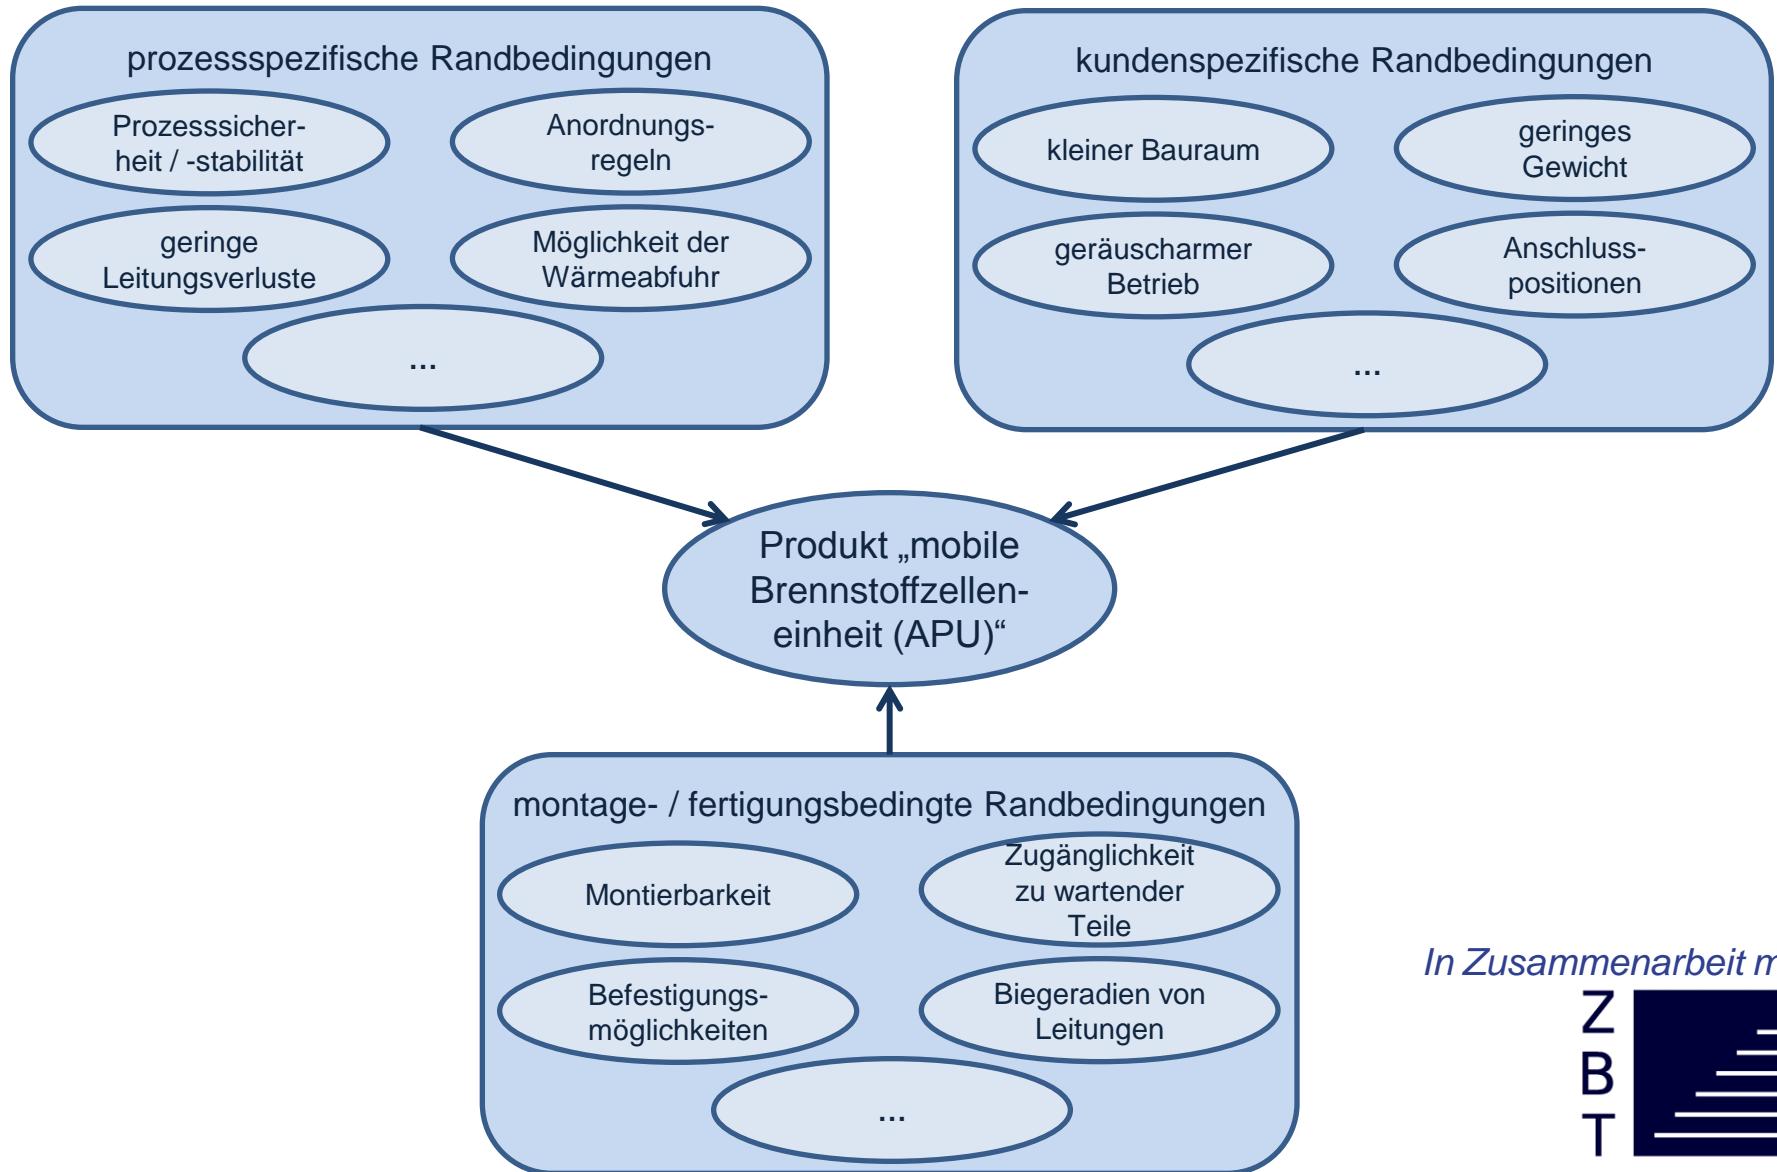 prozessspezifische Randbedingungen
Prozesssicher-
heit / -stabilität
Anordnungs-
regeln
geringe
Leitungsverluste
Möglichkeit der
Wärmeabfuhr
...
kundenspezifische Randbedingungen
kleiner Bauraum
geringes
Gewicht
geräuscharmer
Betrieb
Anschluss-
positionen
...
Produkt „mobile
Brennstoffzellen-
einheit (APU)“
montage- / fertigungsbedingte Randbedingungen
Montierbarkeit
Zugänglichkeit
zu wartender
Teile
Befestigungs-
möglichkeiten
Biegeradien von
Leitungen
...
In Zusammenarbeit
Z
B
T